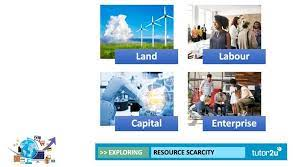 Land
Labour
Capital
Enterprise
>> EXPLORING
RESOURCE SCARCITY
tutor2u